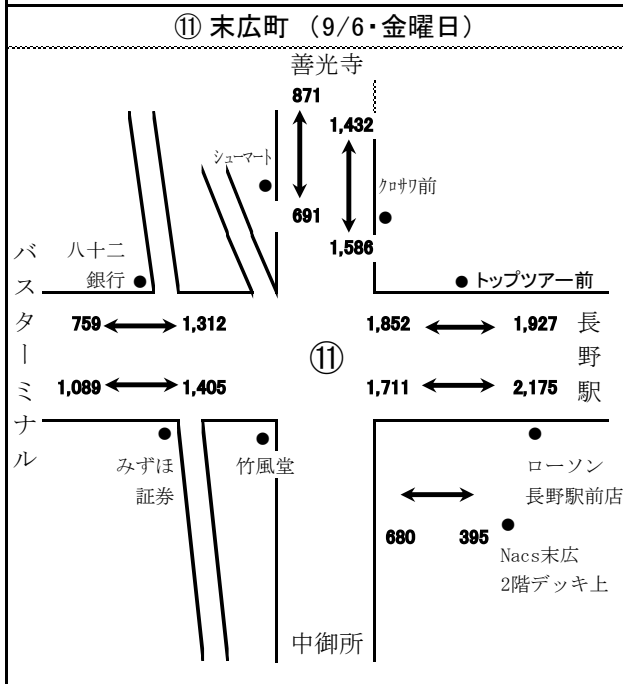 ⑪ 末広町 （9/6・金曜日）
善光寺
871
1,432
シューマート
クロサワ前
691
1,586
バスターミナル
八十二
銀行
トップツアー前
759
1,312
1,852
1,927
長野駅
⑪
1,089
1,405
1,711
2,175
みずほ
証券
竹風堂
ローソン
長野駅前店
680
395
Nacs末広
2階デッキ上
中御所